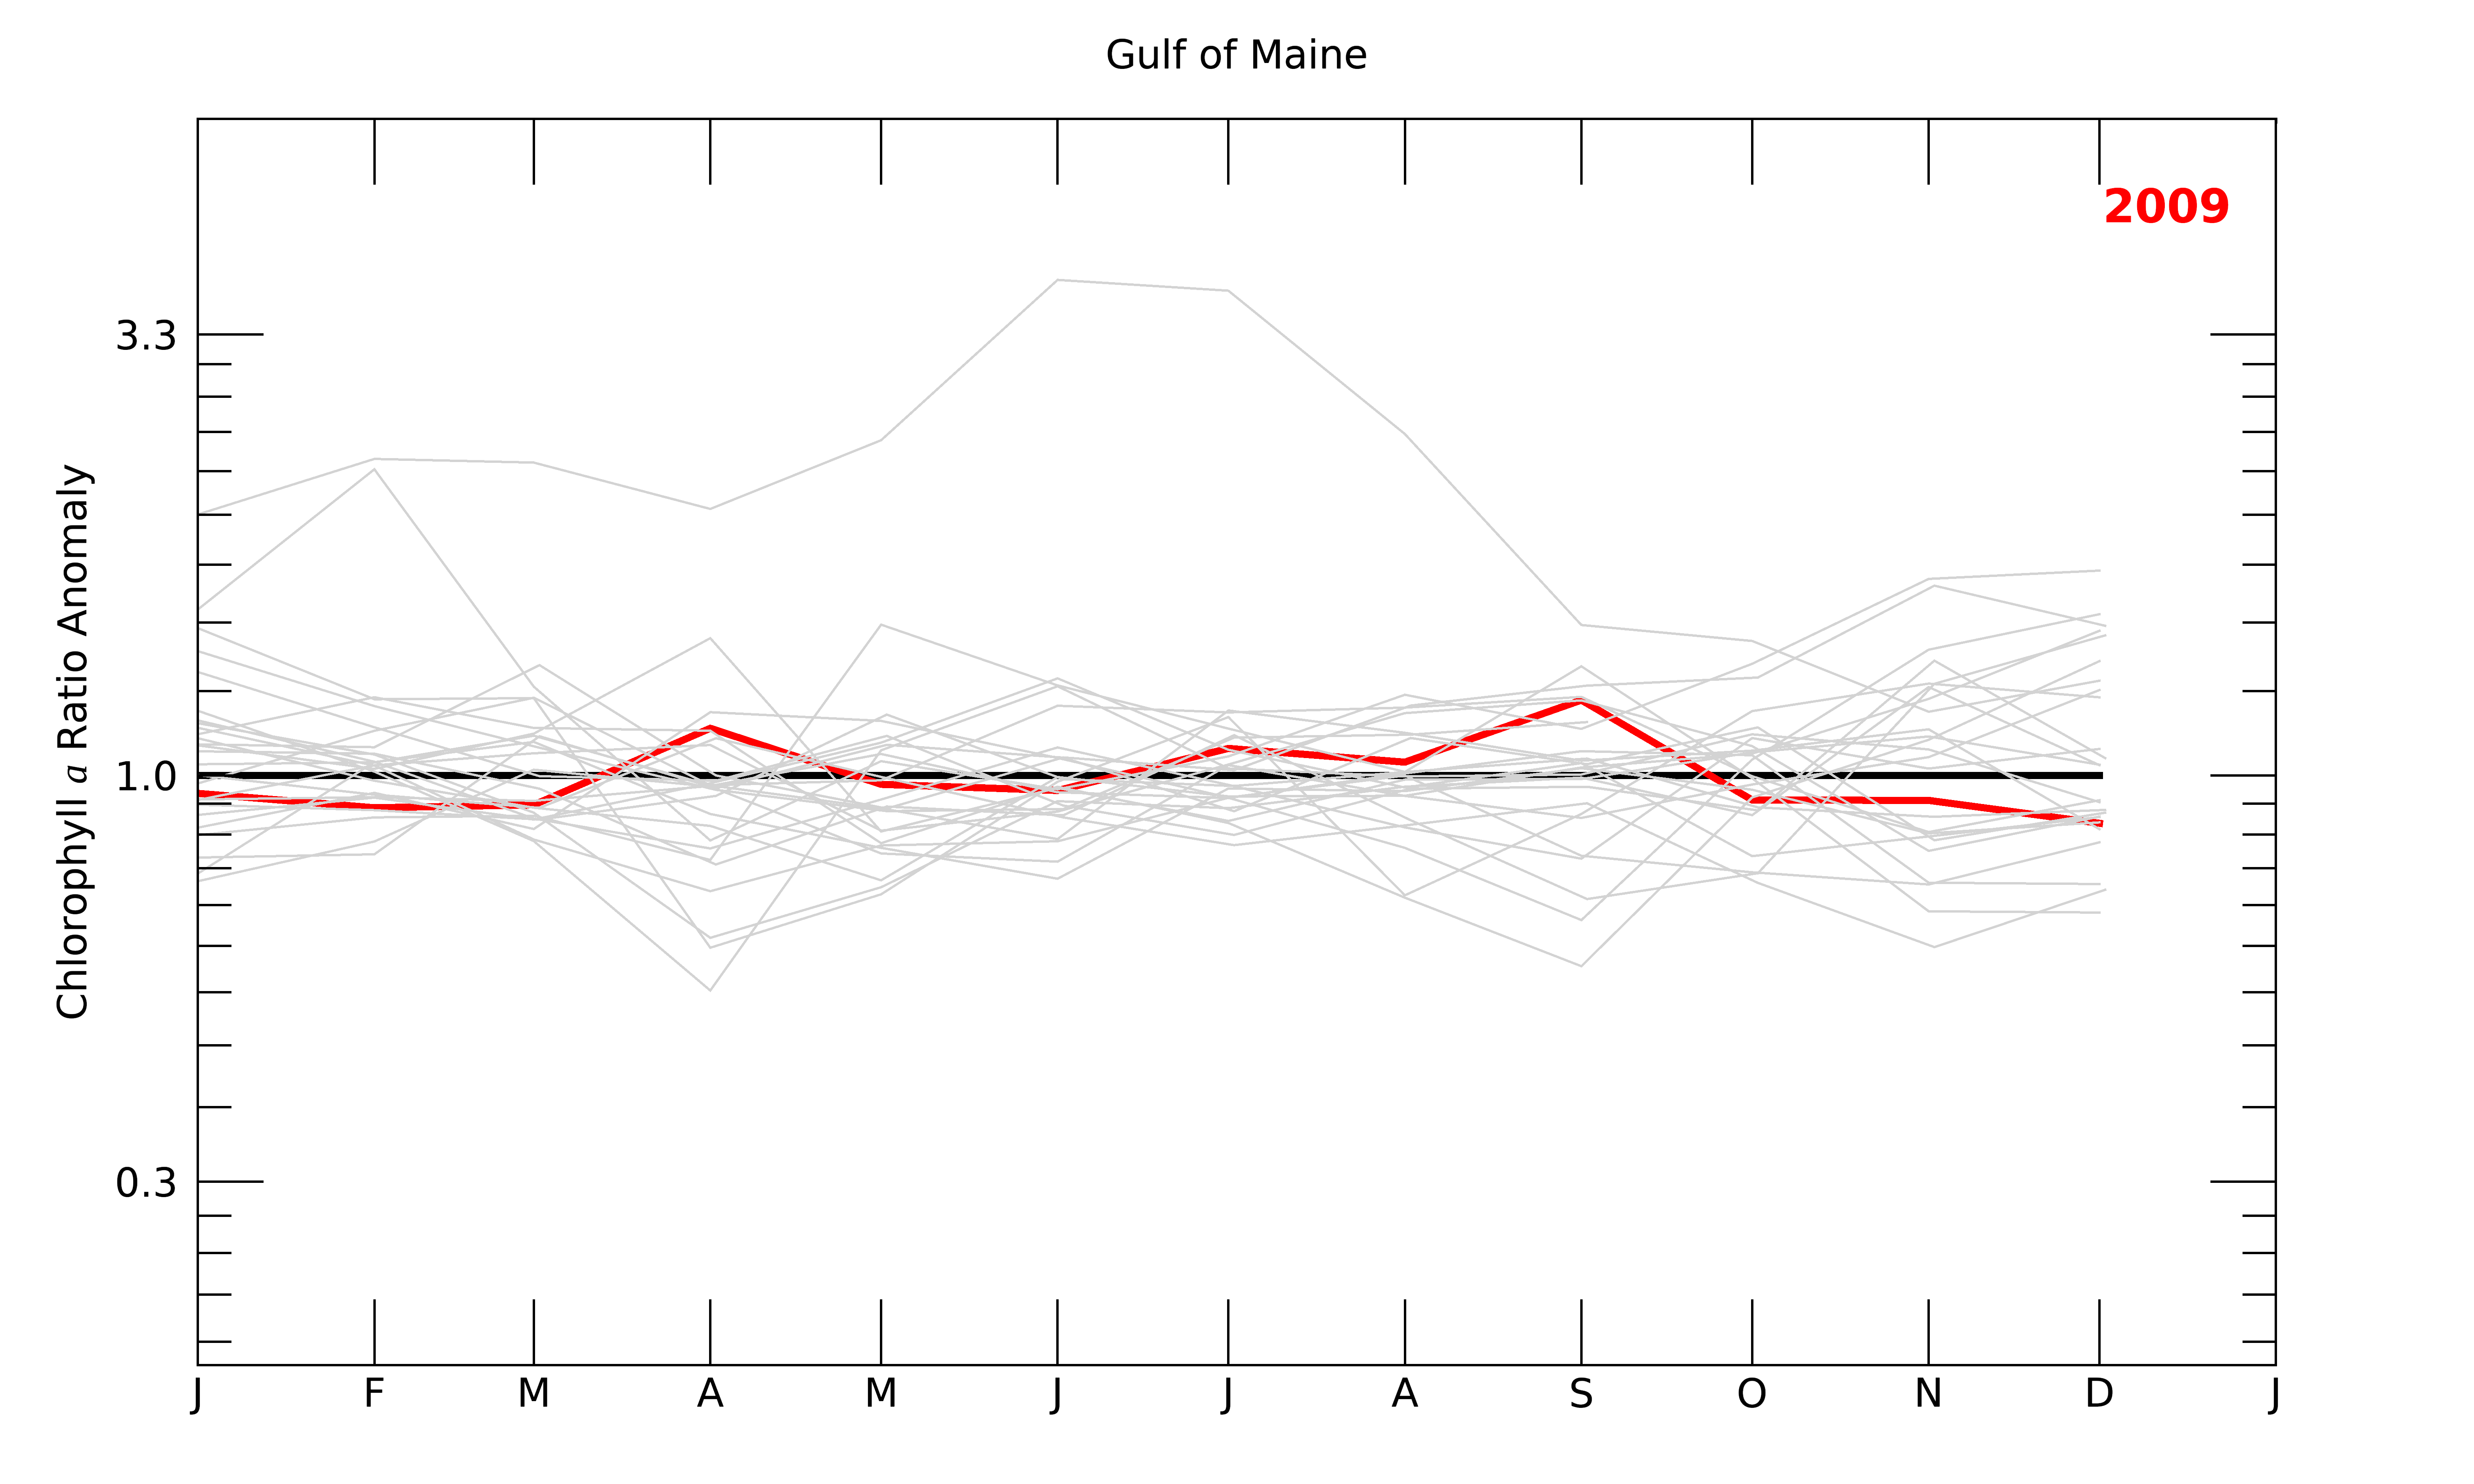 Gulf of Maine
2009
3.3
1.0
0.3
Chlorophyll a Ratio Anomaly
J F M A M J J A S O N D J